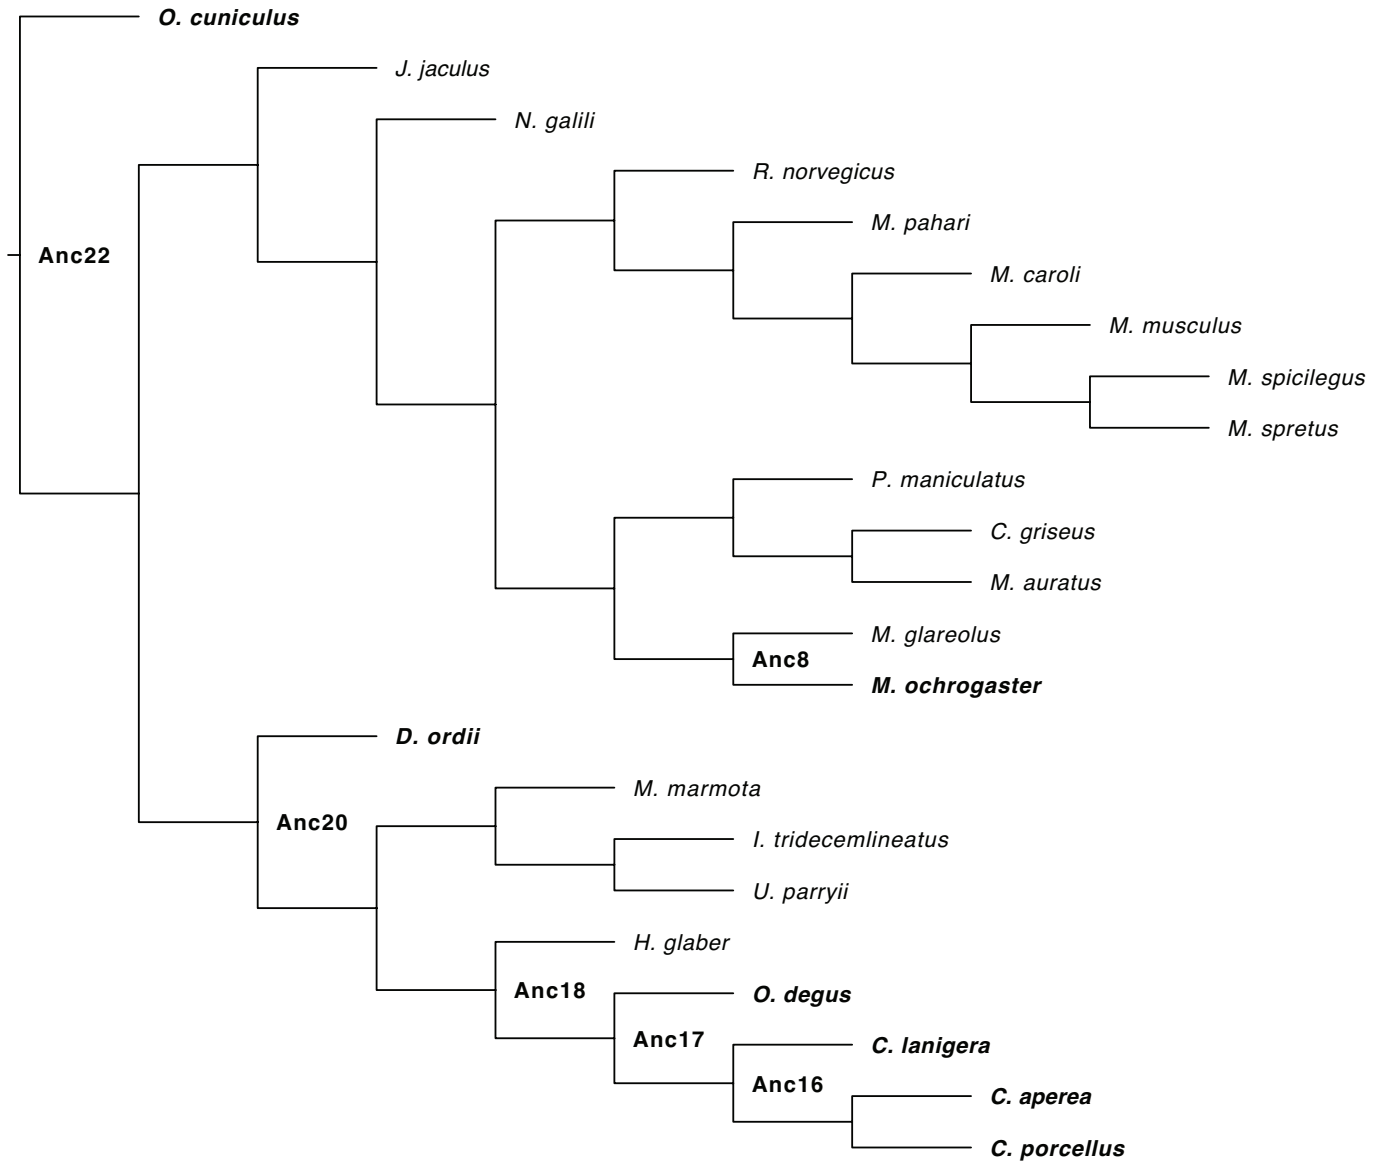 O. cuniculus
J. jaculus
N. galili
R. norvegicus
M. pahari
Anc22
M. caroli
M. musculus
M. spicilegus
M. spretus
P. maniculatus
C. griseus
M. auratus
M. glareolus
Anc8
M. ochrogaster
D. ordii
M. marmota
Anc20
I. tridecemlineatus
U. parryii
H. glaber
Anc18
O. degus
Anc17
C. lanigera
Anc16
C. aperea
C. porcellus